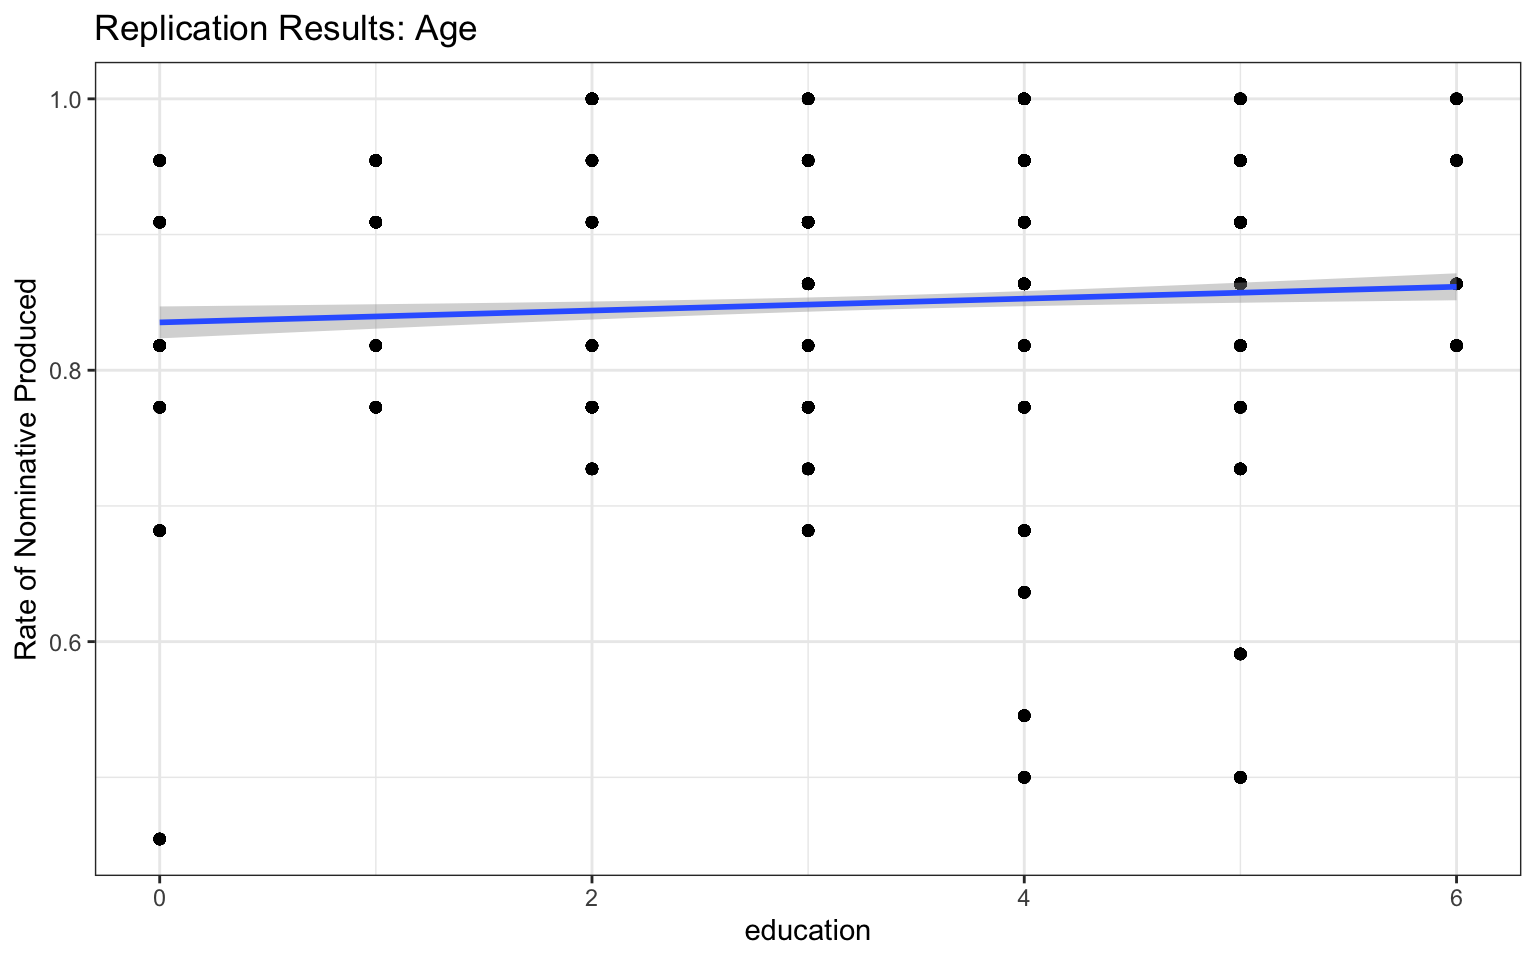 Replication Results: Age
Rate of Nominative Produced
1.0
0.8
0.6
0 2 4 6
education